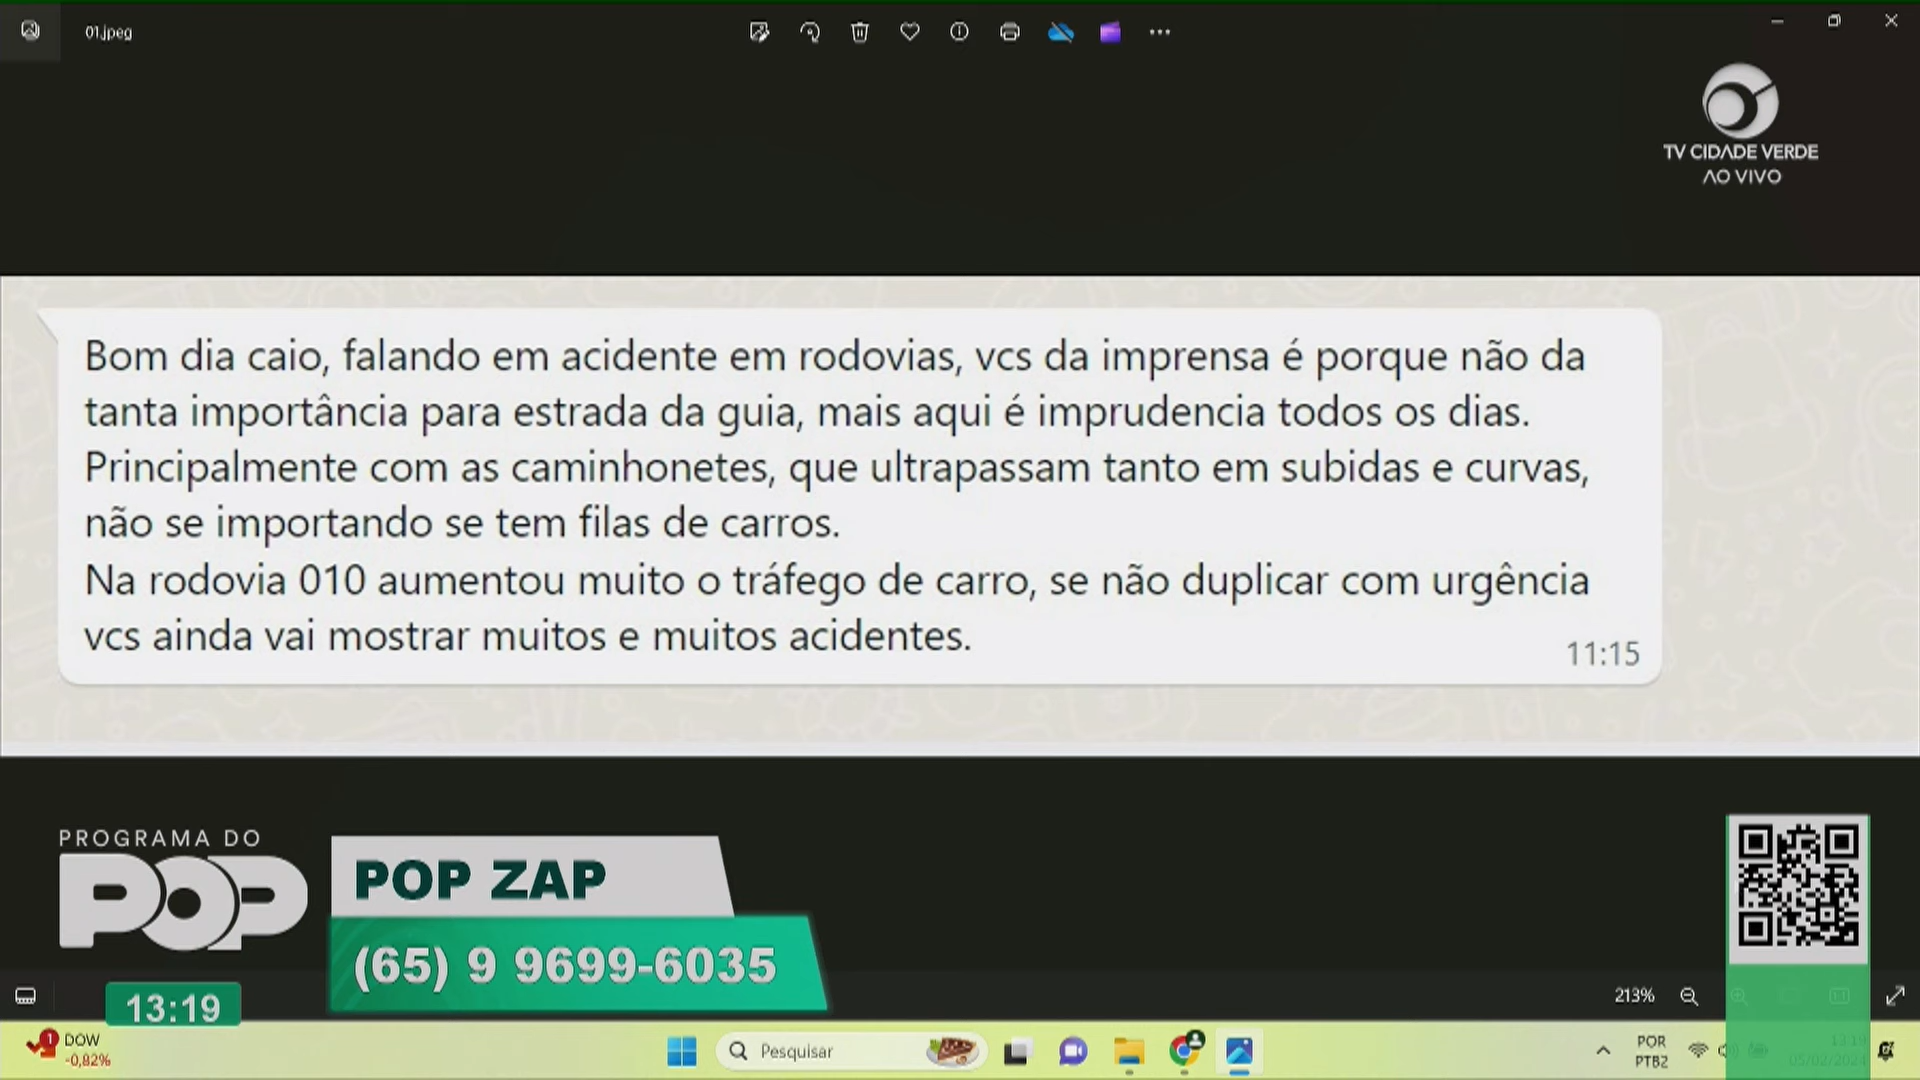 01.jpeg
TV CIDADE VERDE
AO VIVO
Bom dia caio, falando em acidente em rodovias, vcs da imprensa é porque não da
tanta importância para estrada da guia, mais aqui é imprudencia todos os dias.
Principalmente com as caminhonetes, que ultrapassam tanto em subidas e curvas,
não se importando se tem filas de carros.
Na rodovia 010 aumentou muito o tráfego de carro, se não duplicar com urgência
vcs ainda vai mostrar muitos e muitos acidentes.
11:15
PROGRAMA DO
POP
POP ZAP
(65) 9 9699-6035
13:19
213%
1
DOW
-0,82%
Pesquisar
POR
PTB2
13:19